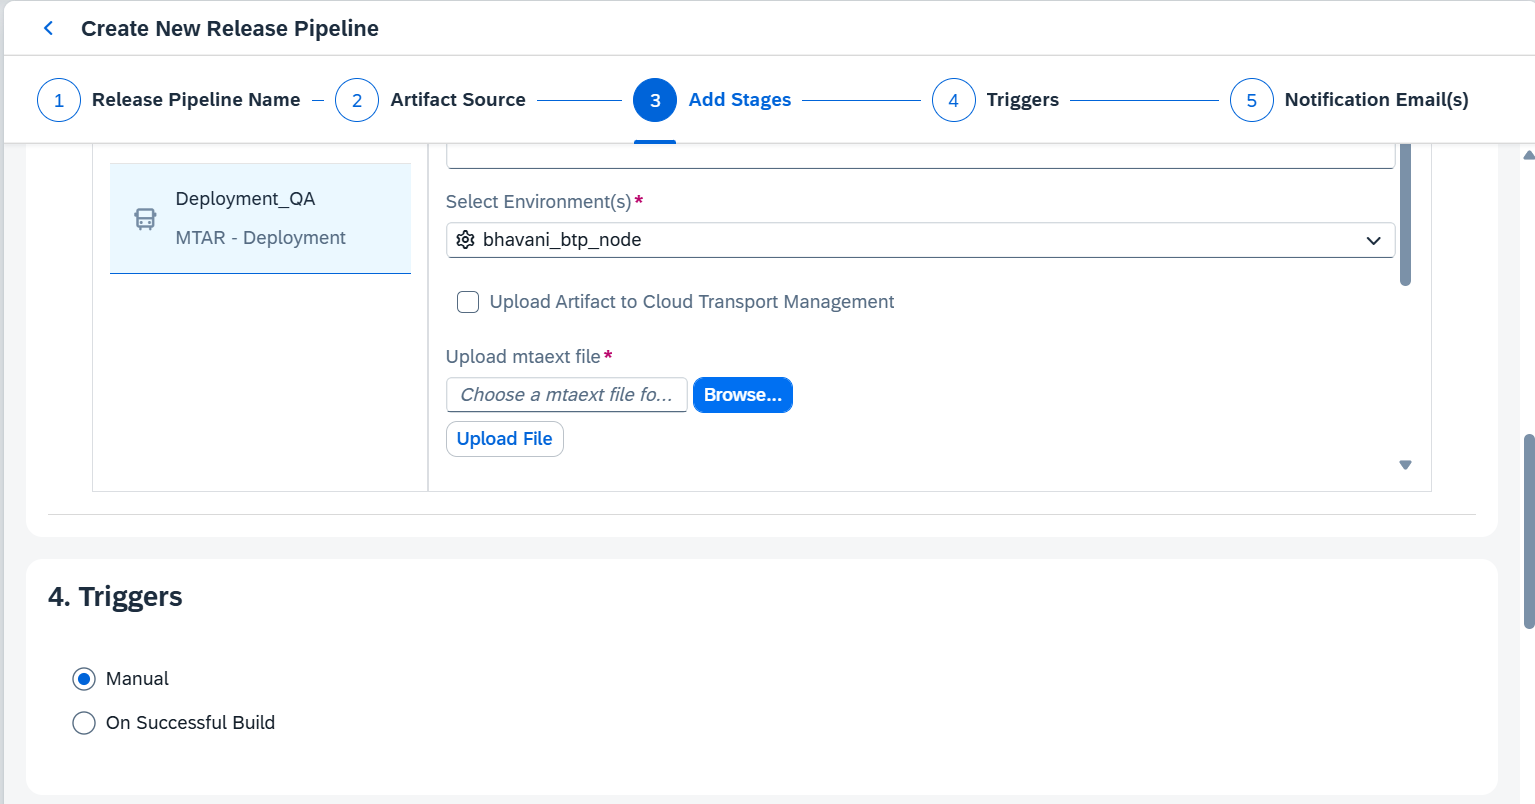 Create New Release Pipeline
1 Release Pipeline Name 2 Artifact Source 3 Add Stages 4 Triggers 5 Notification Email(s)
Deployment_QA
MTAR - Deployment
Select Environment(s)*
bhavani_btp_node
Upload Artifact to Cloud Transport Management
Upload mtaext file*
Choose a mtaext file fo... Browse...
Upload File
4. Triggers
Manual
On Successful Build